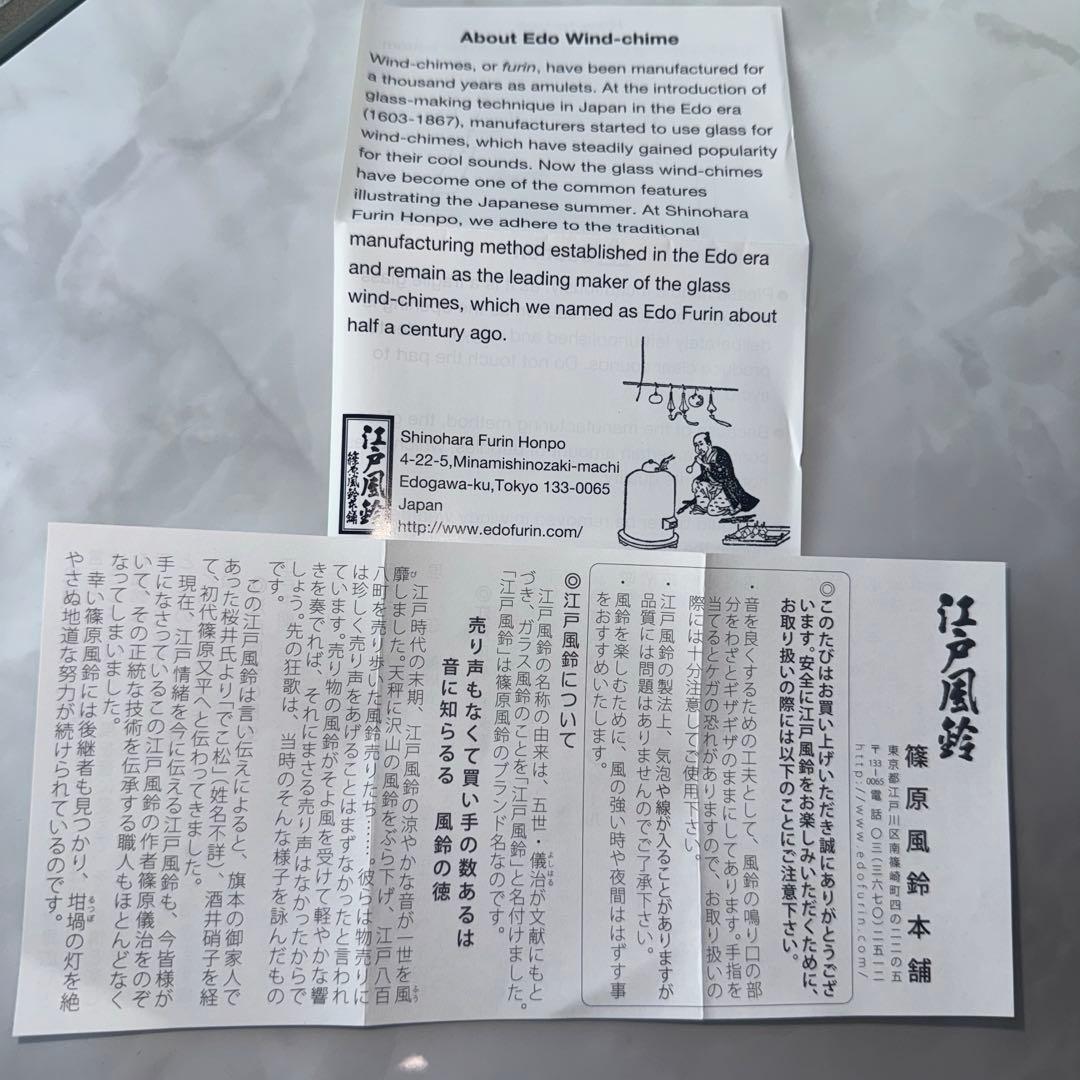 About Edo Wind-chime
Wind-chimes, or furin, have been manufactured for
a thousand years as amulets. At the introduction of
glass-making technique in Japan in the Edo era
(1603-1867), manufacturers started to use glass for
wind-chimes, which have steadily gained popularity
for their cool sounds. Now the glass wind-chimes
have become one of the common features
illustrating the Japanese summer. At Shinohara
Furin Honpo, we adhere to the traditional
manufacturing method established in the Edo era
and remain as the leading maker of the glass
wind-chimes, which we named as Edo Furin about
half a century ago.
江戸風鈴
篠原風鈴本舗
Shinohara Furin Honpo
4-22-5,Minamishinozaki-machi
Edogawa-ku,Tokyo 133-0065
Japan
http://www.edofurin.com/
江戸風鈴
篠原風鈴本舗
東京都江戸川区南篠崎町四の二二の五
〒133-0065 電話〇三(三六七〇)二五一二
http://www.edofurin.com/
◎このたびはお買い上げいただき誠にありがとうござ
います。安全に江戸風鈴をお楽しみいただくために、
お取り扱いの際には以下のことにご注意下さい。
・音を良くするための工夫として、風鈴の鳴り口の部
分をわざとギザギザのままにしてあります。手指を
当てるとケガの恐れがありますので、お取り扱いの
際には十分注意してご使用下さい。
・江戸風鈴の製法上、気泡や線が入ることがありますが
品質には問題はありませんのでご了承下さい。
・風鈴を楽しむために、風の強い時や夜間ははずす事
をおすすめいたします。
◎江戸風鈴について
江戸風鈴の名称の由来は、五世・儀治が文献にもと
よしはる
づき、ガラス風鈴のことを「江戸風鈴」と名付けました。
「江戸風鈴」は篠原風鈴のブランド名なのです。
売り声もなくて買い手の数あるは
音に知らるる 風鈴の徳
江戸時代の末期、江戸風鈴の涼やかな音が一世を風
ふう
靡しました。天秤に沢山の風鈴をぶら下げ、江戸八百
び
八町を売り歩いた風鈴売りたち……。彼らは物売りに
は珍しく売り声をあげることはまずなかったと言われ
ています。売り物の風鈴がそよ風を受けて軽やかな響
きを奏でれば、それにまさる売り声はなかったからで
しょう。先の狂歌は、当時のそんな様子を詠んだもの
です。
この江戸風鈴は言い伝えによると、旗本の御家人で
あった桜井氏より「でこ松」(姓名不詳)、酒井硝子を経
て、初代篠原又平へと伝わってきました。
現在、江戸情緒を今に伝える江戸風鈴も、今皆様が
手になさっているこの江戸風鈴の作者篠原儀治をのぞ
いて、その正統な技術を伝承する職人もほとんどなく
なってしまいました。
幸い篠原風鈴には後継者も見つかり、坩堝の灯を絶
るつぼ
やさぬ地道な努力が続けられているのです。